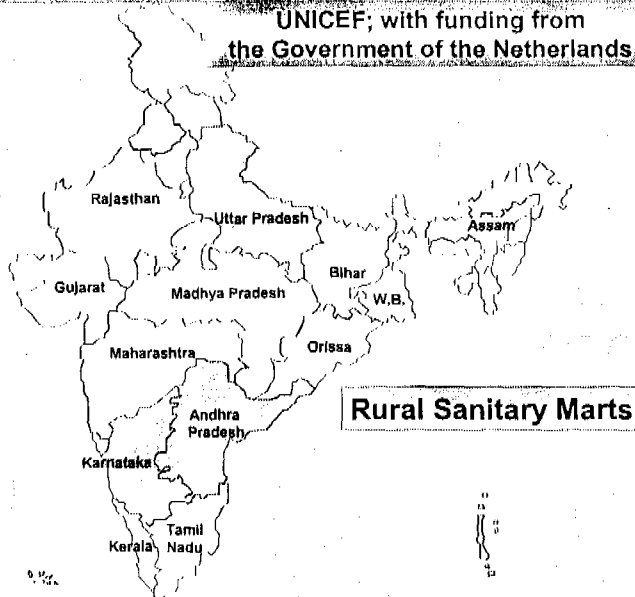 UNICEF; with funding from
the Government of the Netherlands
Rajasthan
Uttar Pradesh
Assam
Bihar
Gujarat
Madhya Pradesh
W.B.
Maharashtra
Orissa
Rural Sanitary Marts
Andhra
Pradesh
Karnataka
Tamil
Nadu
Kerala